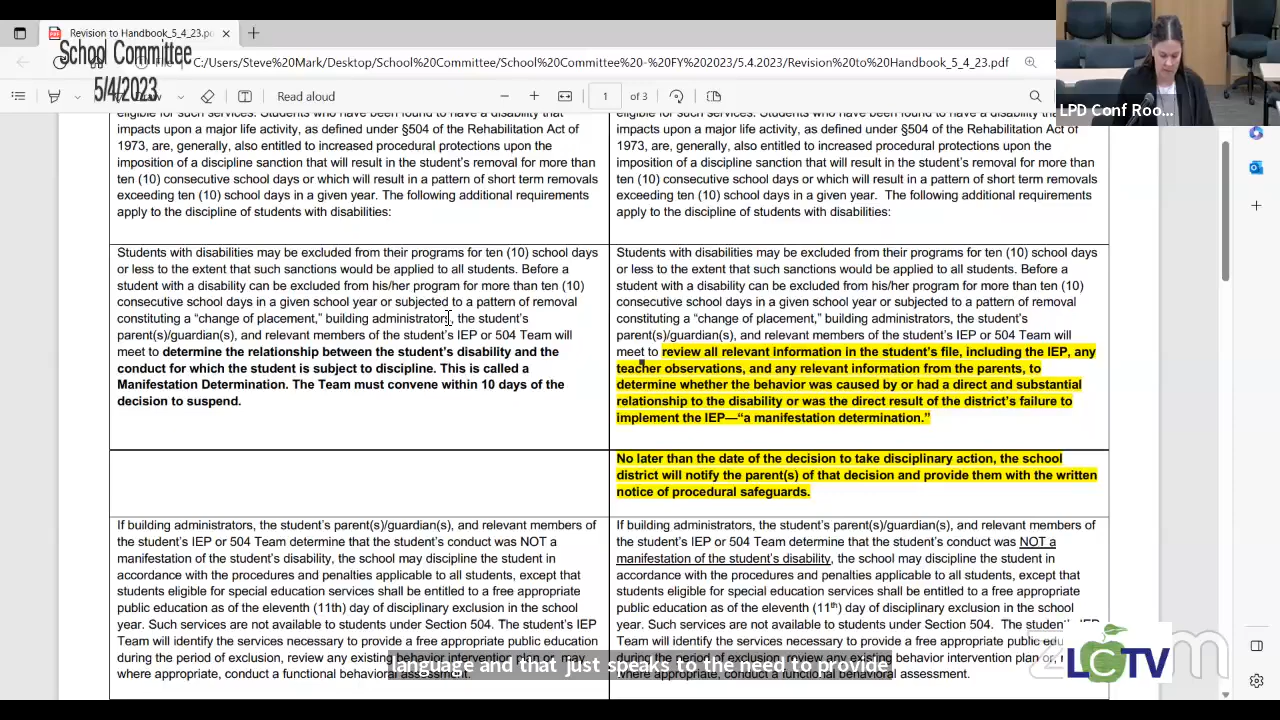 Revision to Handbook_5_4_23.pd
School Committee
5/4/2023
C:/Users/Steve%20Mark/Desktop/School%20Committee/School%20Committee%20-%20FY%202023/5.4.2023/Revision%20to%20Handbook_5_4_23.pdf
Draw
Read aloud
1 of 3
LPD Conf Roo...
eligible for such services. Students who have been found to have a disability that
impacts upon a major life activity, as defined under §504 of the Rehabilitation Act of
1973, are, generally, also entitled to increased procedural protections upon the
imposition of a discipline sanction that will result in the student's removal for more than
ten (10) consecutive school days or which will result in a pattern of short term removals
exceeding ten (10) school days in a given year. The following additional requirements
apply to the discipline of students with disabilities:
eligible for such services. Students who have been found to have a disability that
impacts upon a major life activity, as defined under §504 of the Rehabilitation Act of
1973, are, generally, also entitled to increased procedural protections upon the
imposition of a discipline sanction that will result in the student's removal for more than
ten (10) consecutive school days or which will result in a pattern of short term removals
exceeding ten (10) school days in a given year.  The following additional requirements
apply to the discipline of students with disabilities:
Students with disabilities may be excluded from their programs for ten (10) school days
or less to the extent that such sanctions would be applied to all students. Before a
student with a disability can be excluded from his/her program for more than ten (10)
consecutive school days in a given school year or subjected to a pattern of removal
constituting a “change of placement,” building administrators, the student’s
parent(s)/guardian(s), and relevant members of the student’s IEP or 504 Team will
meet to determine the relationship between the student’s disability and the
conduct for which the student is subject to discipline. This is called a
Manifestation Determination. The Team must convene within 10 days of the
decision to suspend.
Students with disabilities may be excluded from their programs for ten (10) school days
or less to the extent that such sanctions would be applied to all students. Before a
student with a disability can be excluded from his/her program for more than ten (10)
consecutive school days in a given school year or subjected to a pattern of removal
constituting a “change of placement,” building administrators, the student’s
parent(s)/guardian(s), and relevant members of the student’s IEP or 504 Team will
meet to review all relevant information in the student’s file, including the IEP, any
teacher observations, and any relevant information from the parents, to
determine whether the behavior was caused by or had a direct and substantial
relationship to the disability or was the direct result of the district’s failure to
implement the IEP—“a manifestation determination.”
No later than the date of the decision to take disciplinary action, the school
district will notify the parent(s) of that decision and provide them with the written
notice of procedural safeguards.
If building administrators, the student’s parent(s)/guardian(s), and relevant members of
the student’s IEP or 504 Team determine that the student’s conduct was NOT a
manifestation of the student’s disability, the school may discipline the student in
accordance with the procedures and penalties applicable to all students, except that
students eligible for special education services shall be entitled to a free appropriate
public education as of the eleventh (11th) day of disciplinary exclusion in the school
year. Such services are not available to students under Section 504. The student’s IEP
Team will identify the services necessary to provide a free appropriate public education
during the period of exclusion, review any existing behavior intervention plan or, may
where appropriate, conduct a functional behavioral assessment.
If building administrators, the student’s parent(s)/guardian(s), and relevant members of
the student’s IEP or 504 Team determine that the student’s conduct was NOT a
manifestation of the student’s disability, the school may discipline the student in
accordance with the procedures and penalties applicable to all students, except that
students eligible for special education services shall be entitled to a free appropriate
public education as of the eleventh (11th) day of disciplinary exclusion in the school
year. Such services are not available to students under Section 504.  The student’s IEP
Team will identify the services necessary to provide a free appropriate public
during the period of exclusion, review any existing behavior intervention plan or,
where appropriate, conduct a functional behavioral assessment.
language and that just speaks to the need to provide
LCTV